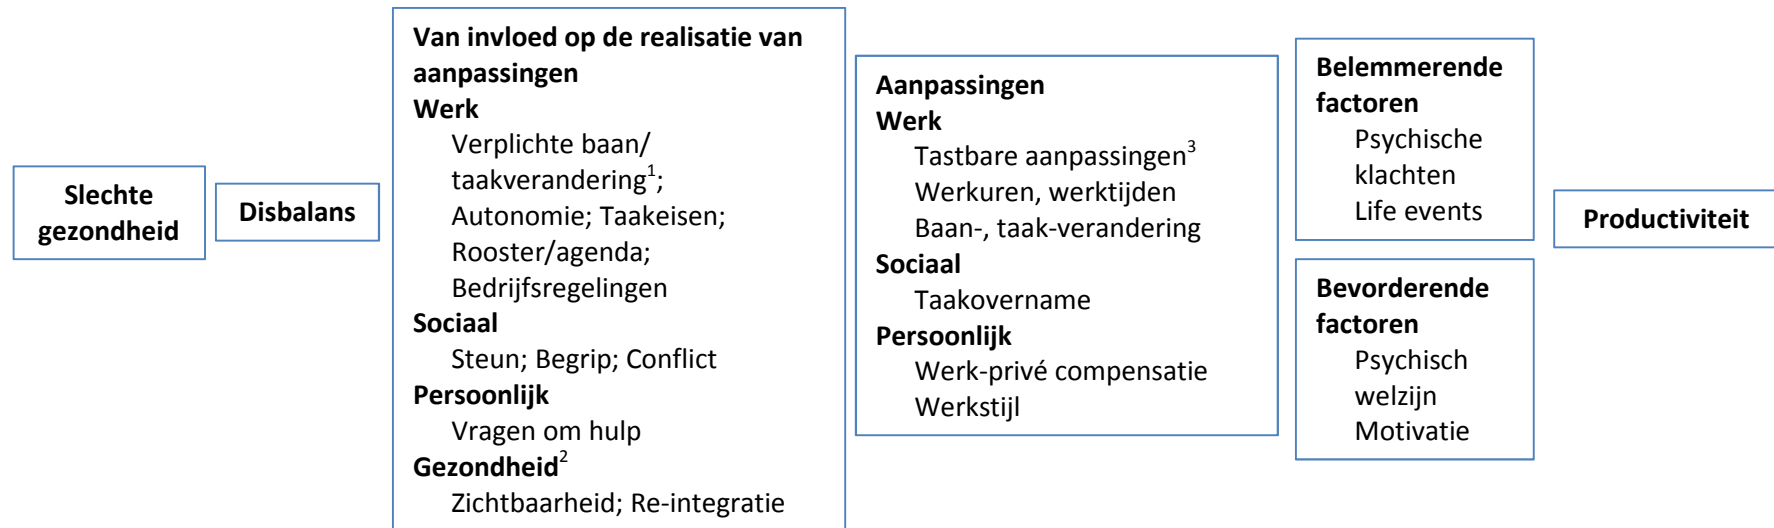 Slechte
gezondheid
Disbalans
Van invloed op de realisatie van
aanpassingen
Werk
Verplichte baan/
taakverandering¹;
Autonomie; Taakeisen;
Rooster/agenda;
Bedrijfsregelingen
Sociaal
Steun; Begrip; Conflict
Persoonlijk
Vragen om hulp
Gezondheid²
Zichtbaarheid; Re-integratie
Aanpassingen
Werk
Tastbare aanpassingen³
Werkuren, werktijden
Baan-, taak-verandering
Sociaal
Taakovername
Persoonlijk
Werk-privé compensatie
Werkstijl
Belemmerende
factoren
Psychische
klachten
Life events
Bevorderende
factoren
Psychisch
welzijn
Motivatie
Productiviteit